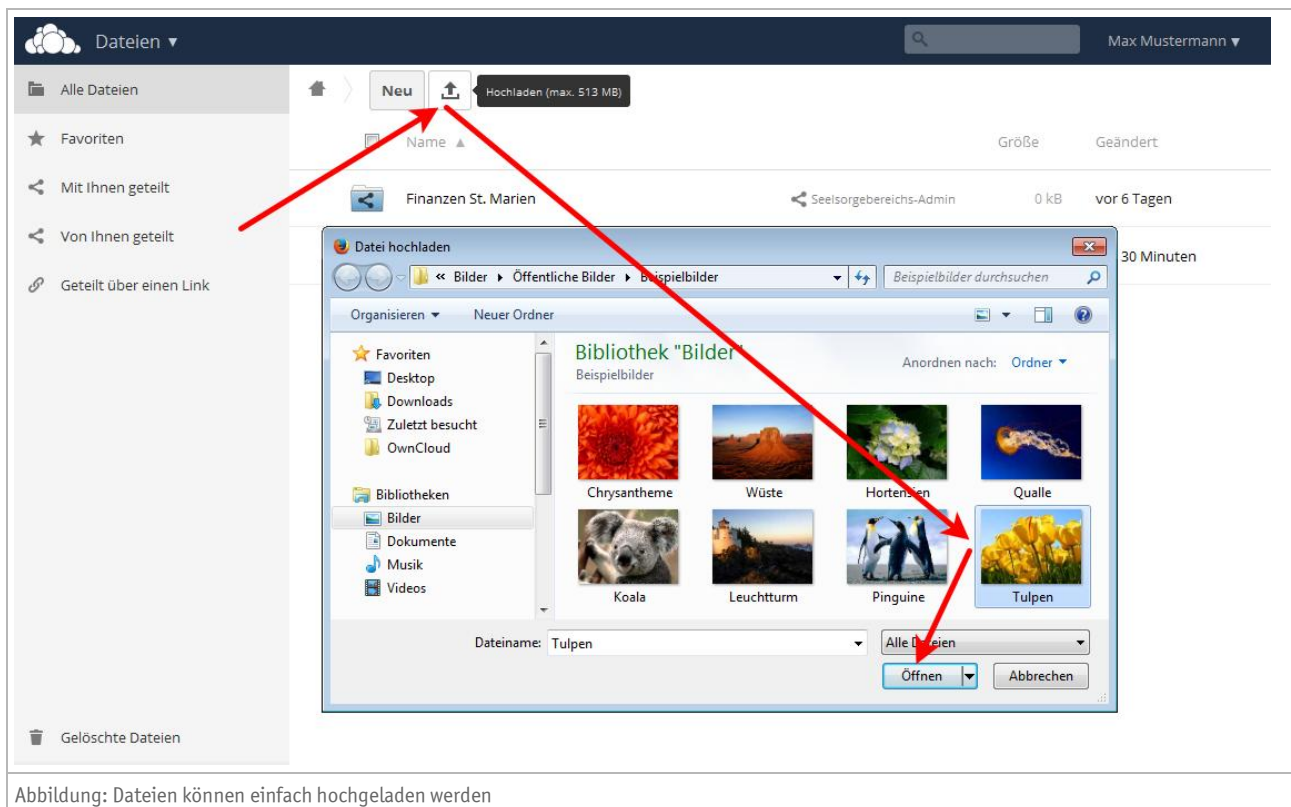 Dateien ▾
Max Mustermann ▾
Alle Dateien
Favoriten
Mit Ihnen geteilt
Von Ihnen geteilt
Geteilt über einen Link
Gelöschte Dateien
Neu
Hochladen (max. 513 MB)
Name ▲ Größe Geändert
Finanzen St. Marien Seelsorgebereichs-Admin 0 kB vor 6 Tagen
30 Minuten
Datei hochladen
« Bilder ▸ Öffentliche Bilder ▸ Beispielbilder
Beispielbilder durchsuchen
Organisieren ▾ Neuer Ordner
Favoriten
Desktop
Downloads
Zuletzt besucht
OwnCloud
Bibliotheken
Bilder
Dokumente
Musik
Videos
Bibliothek "Bilder"
Beispielbilder
Anordnen nach: Ordner ▾
Chrysantheme Wüste Hortensien Qualle
Koala Leuchtturm Pinguine Tulpen
Dateiname: Tulpen
Alle Dateien
Öffnen Abbrechen
Abbildung: Dateien können einfach hochgeladen werden